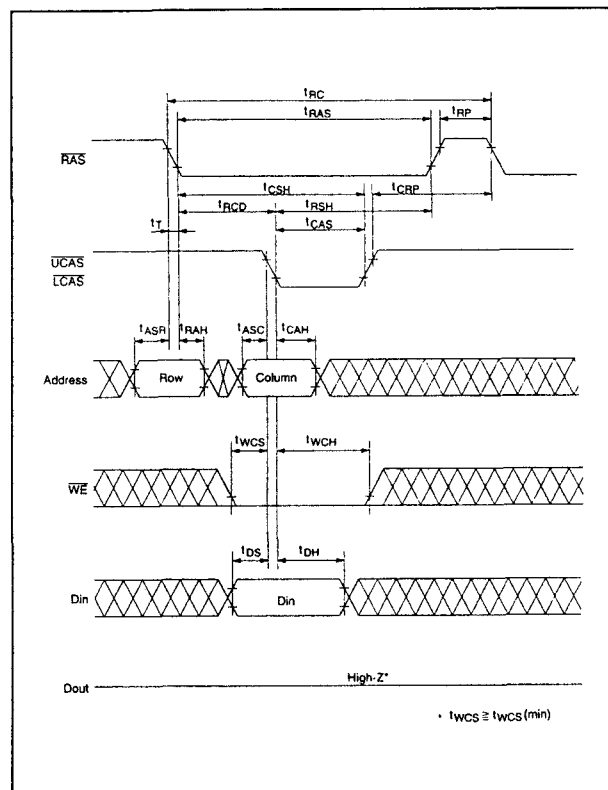 tRC
tRAS
tRP
RAS
tCSH
tCRP
tRCD
tRSH
tT
tCAS
UCAS
LCAS
tASR
tRAH
tASC
tCAH
Address
Row
Column
tWCS
tWCH
WE
tDS
tDH
Din
Din
High-Z*
Dout
* tWCS ≧ tWCS (min)